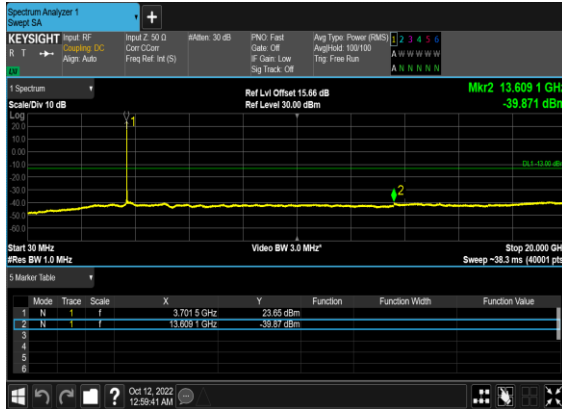 Spectrum Analyzer 1
Swept SA
+
KEYSIGHT Input: RF Input Z: 50 Ω #Atten: 30 dB PNO: Fast Avg Type: Power (RMS) 1 2 3 4 5 6
R T Coupling: DC Corr CCorr Gate: Off Avg|Hold: 100/100 A W W W W W
Align: Auto Freq Ref: Int (S) IF Gain: Low Trig: Free Run
Sig Track: Off A N N N N N
LU
1 Spectrum Ref Lvl Offset 15.66 dB Mkr2 13.609 1 GHz
Scale/Div 10 dB Ref Level 30.00 dBm -39.871 dBm
Log
1
20.0
10.0
0.00
-10.0
DL1 -13.00 dBm
-20.0
-30.0
2
-40.0
-50.0
-60.0
Start 30 MHz Video BW 3.0 MHz* Stop 20.000 GHz
#Res BW 1.0 MHz Sweep ~38.3 ms (40001 pts)
5 Marker Table
Mode Trace Scale X Y Function Function Width Function Value
1 N 1 f 3.701 5 GHz 23.65 dBm
2 N 1 f 13.609 1 GHz -39.87 dBm
3
4
5
6
? Oct 12, 2022
12:59:41 AM